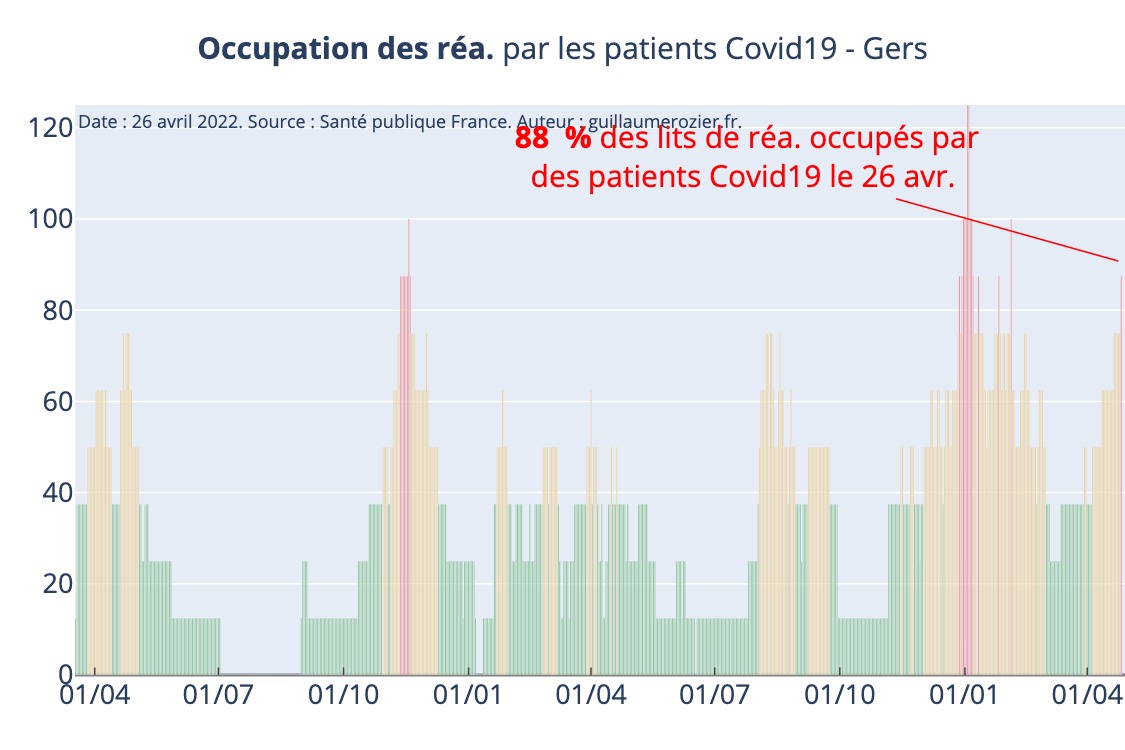 Occupation des réa. par les patients Covid19 - Gers
Date : 26 avril 2022. Source : Santé publique France. Auteur : guillaumerozier.fr.
88 % des lits de réa. occupés par
des patients Covid19 le 26 avr.
120
100
80
60
40
20
0
01/04 01/07 01/10 01/01 01/04 01/07 01/10 01/01 01/04